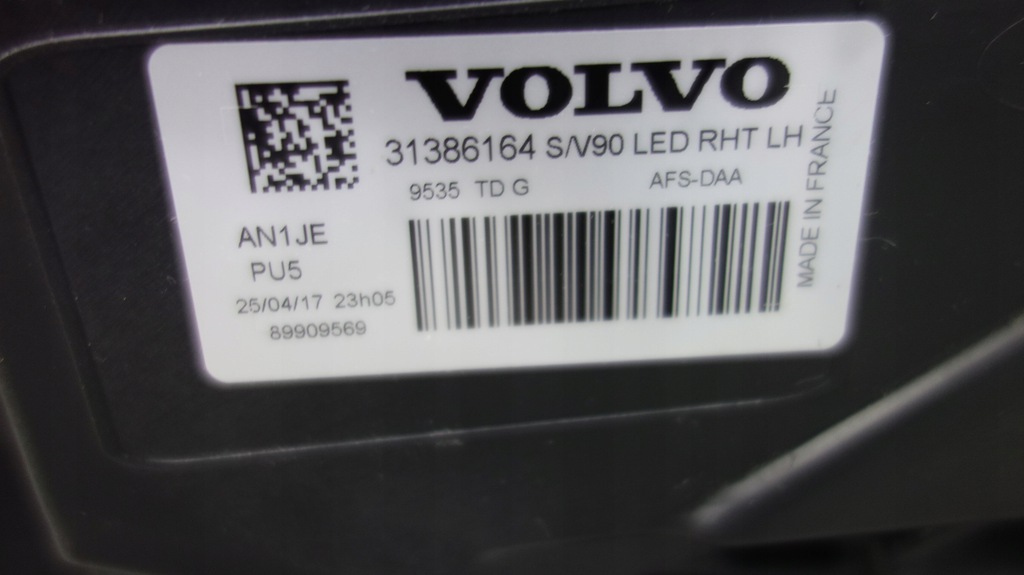 VOLVO
31386164 S/V90 LED RHT LH
9535 TD G AFS-DAA
MADE IN FRANCE
AN1JE
PU5
25/04/17 23h05
89909569